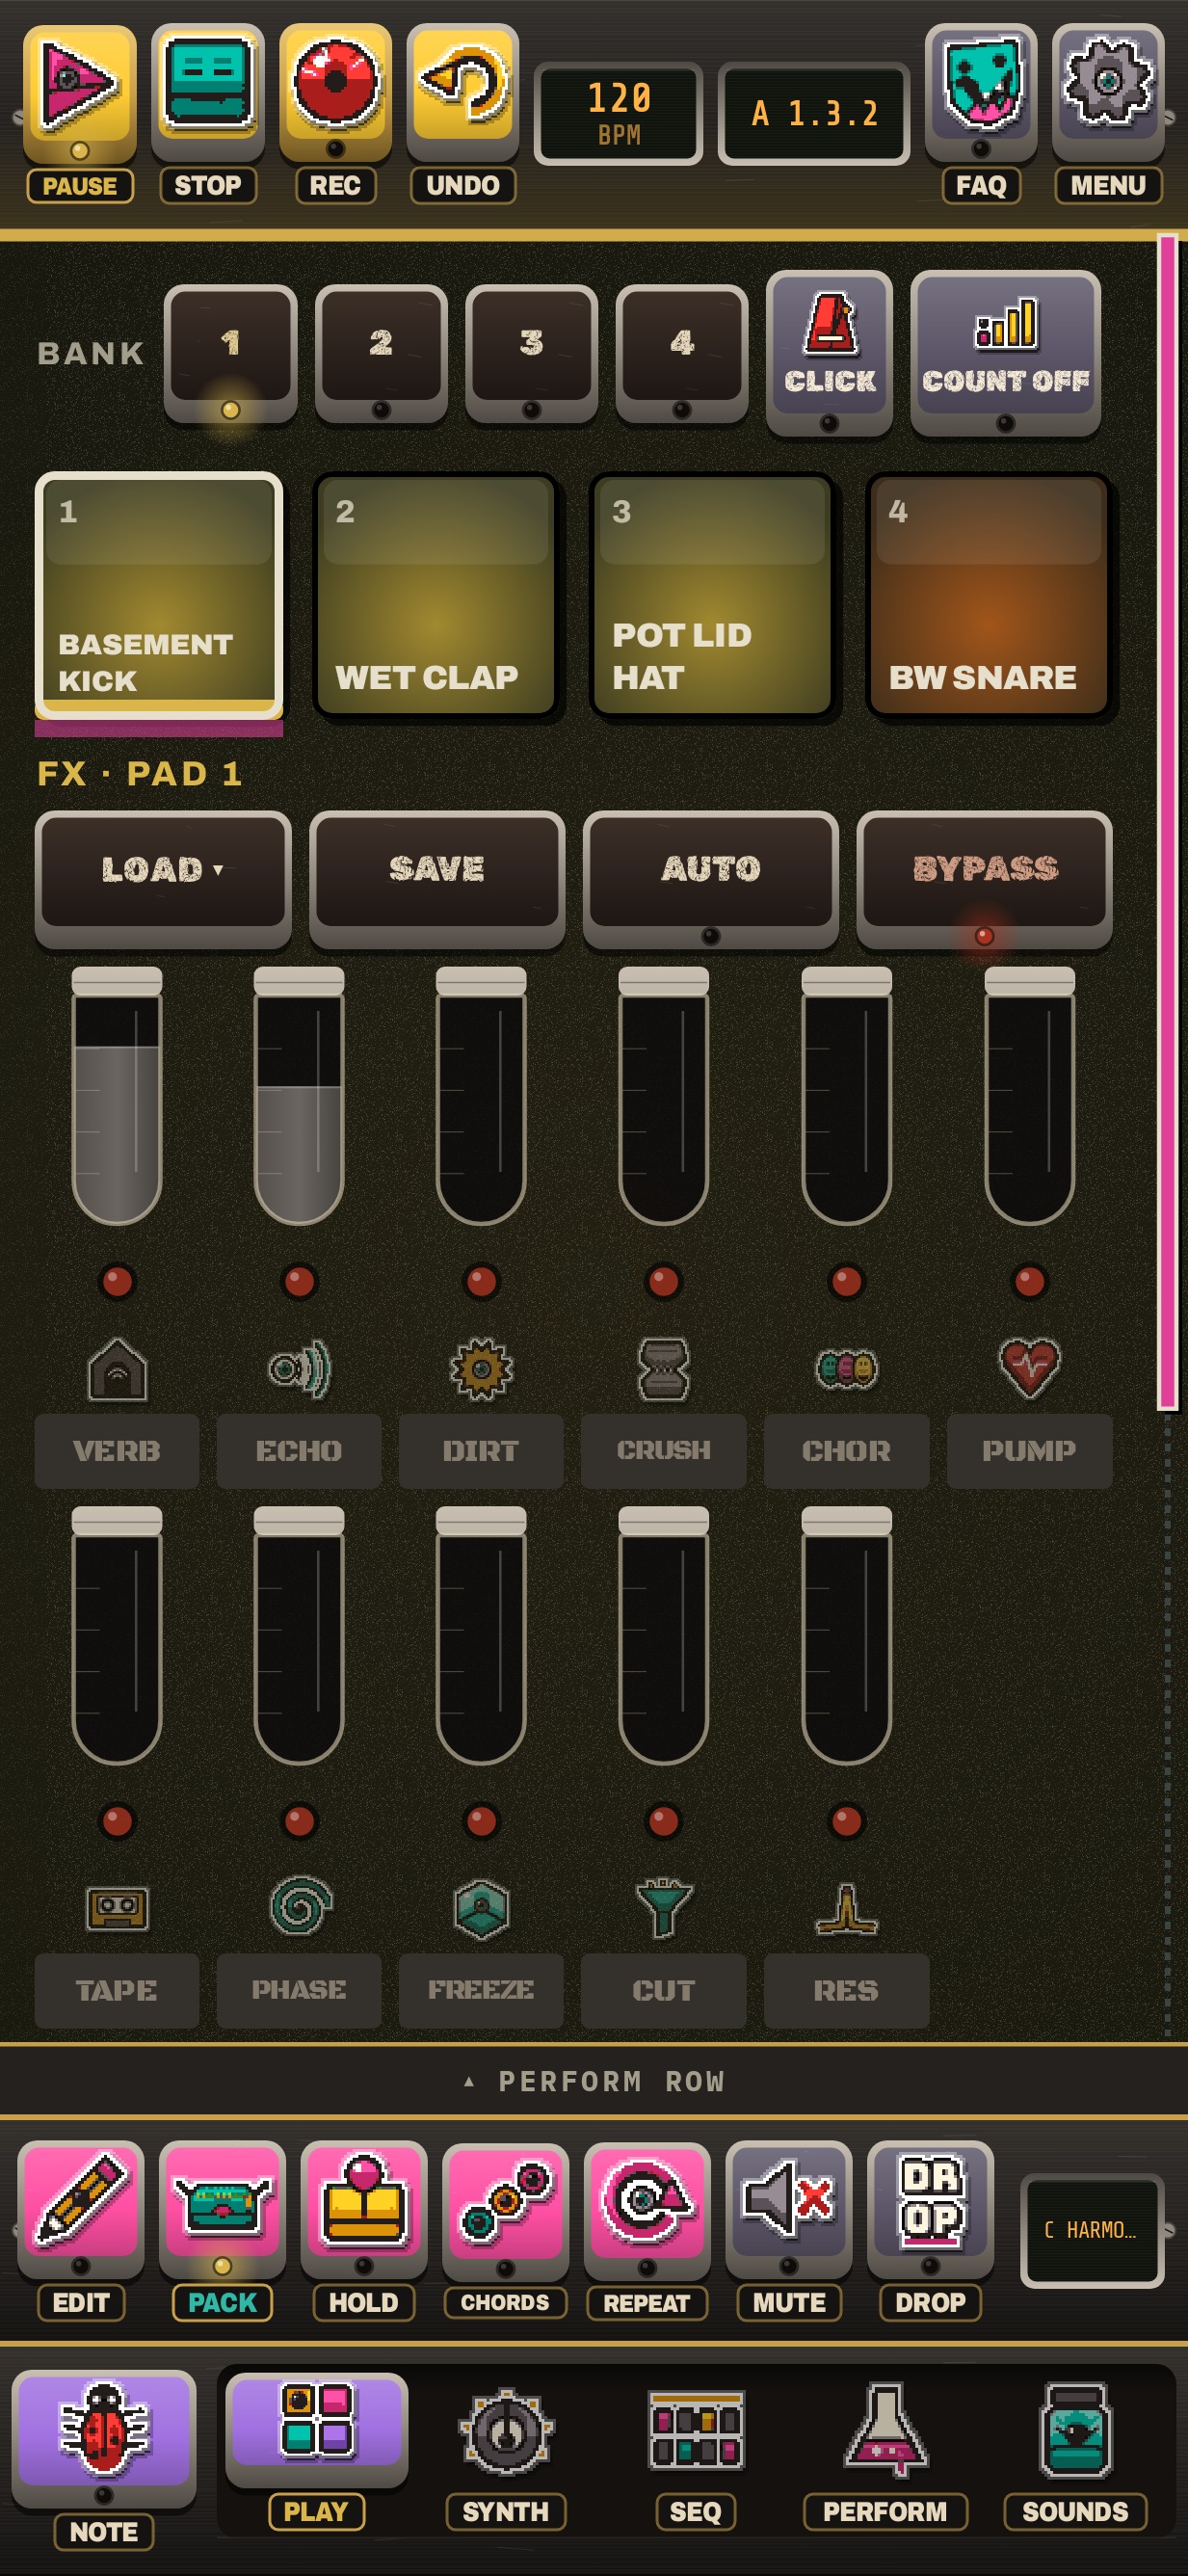 120
BPM
A 1.3.2
PAUSE STOP REC UNDO FAQ MENU
BANK 1 2 3 4 CLICK COUNT OFF
1 2 3 4
BASEMENT
KICK
WET CLAP
POT LID
HAT
BW SNARE
FX · PAD 1
LOAD ▾ SAVE AUTO BYPASS
VERB ECHO DIRT CRUSH CHOR PUMP
TAPE PHASE FREEZE CUT RES
▴ PERFORM ROW
DR
OP
C HARMO…
EDIT PACK HOLD CHORDS REPEAT MUTE DROP
NOTE PLAY SYNTH SEQ PERFORM SOUNDS